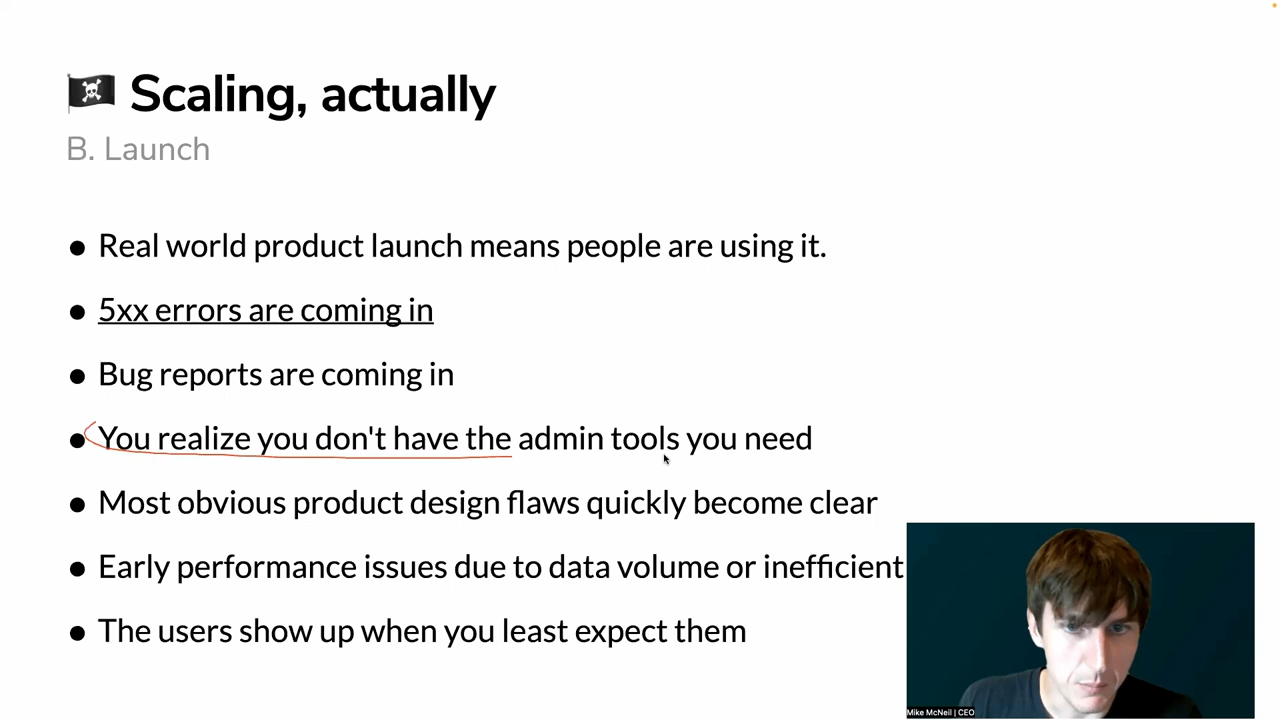 Scaling, actually
B. Launch
Real world product launch means people are using it.
5xx errors are coming in
Bug reports are coming in
You realize you don't have the admin tools you need
Most obvious product design flaws quickly become clear
Early performance issues due to data volume or inefficient
The users show up when you least expect them
Mike McNeil | CEO